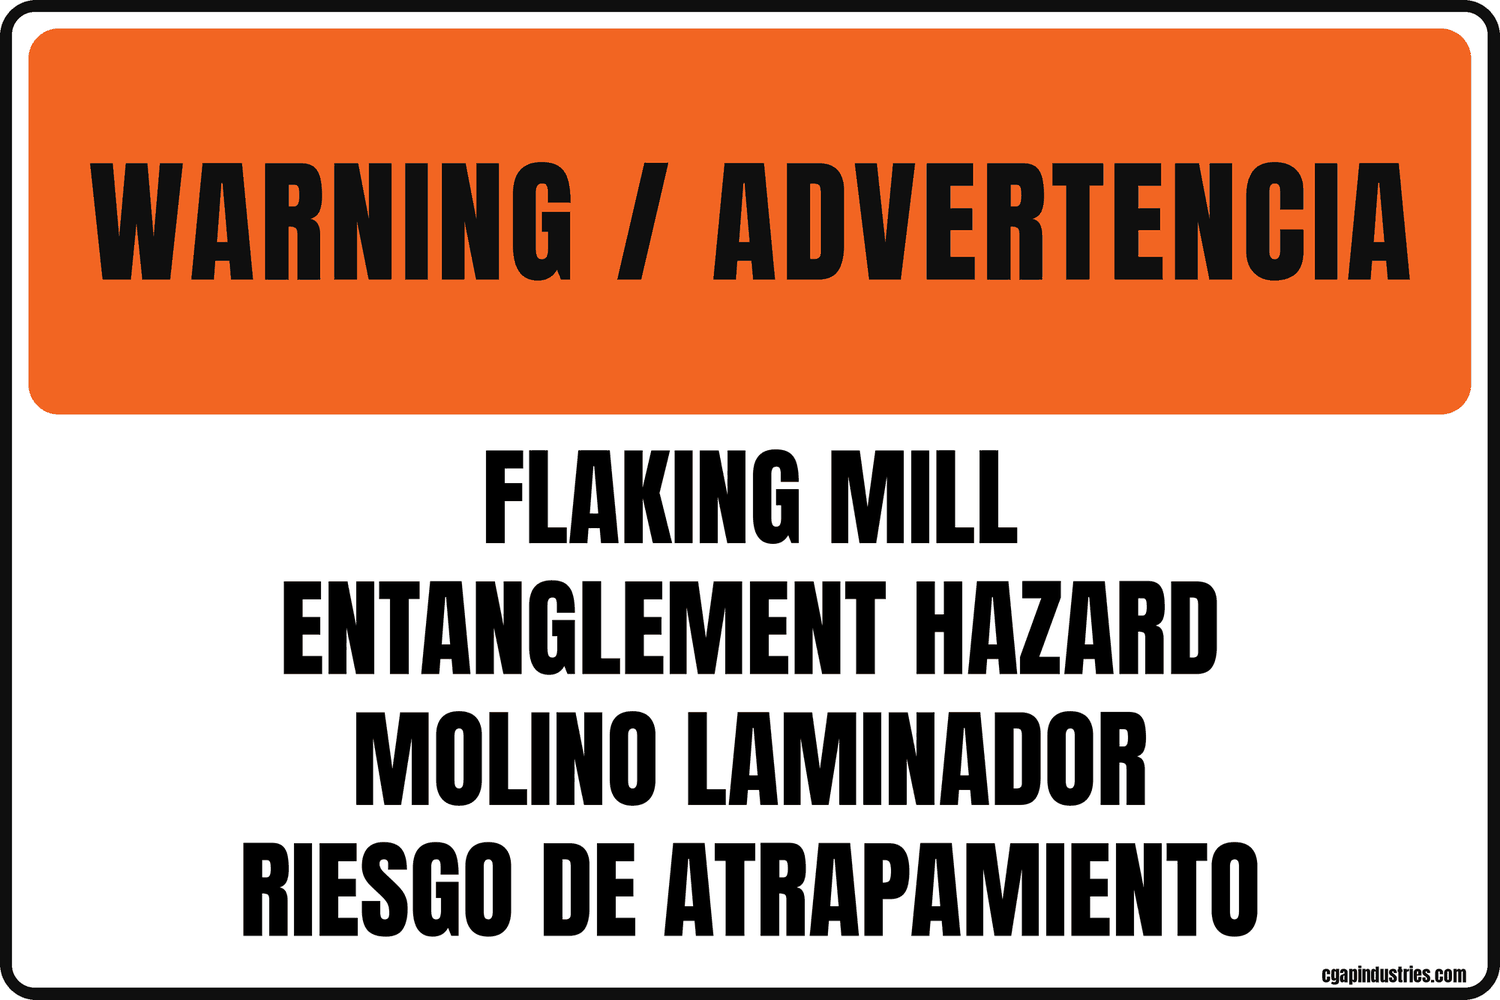 WARNING / ADVERTENCIA
FLAKING MILL
ENTANGLEMENT HAZARD
MOLINO LAMINADOR
RIESGO DE ATRAPAMIENTO
cgapindustries.com